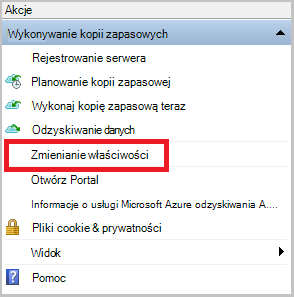 Akcje
Wykonywanie kopii zapasowych
Rejestrowanie serwera
Planowanie kopii zapasowej
Wykonaj kopię zapasową teraz
Odzyskiwanie danych
Zmienianie właściwości
Otwórz Portal
Informacje o usługi Microsoft Azure odzyskiwania A....
Pliki cookie & prywatności
Widok
Pomoc